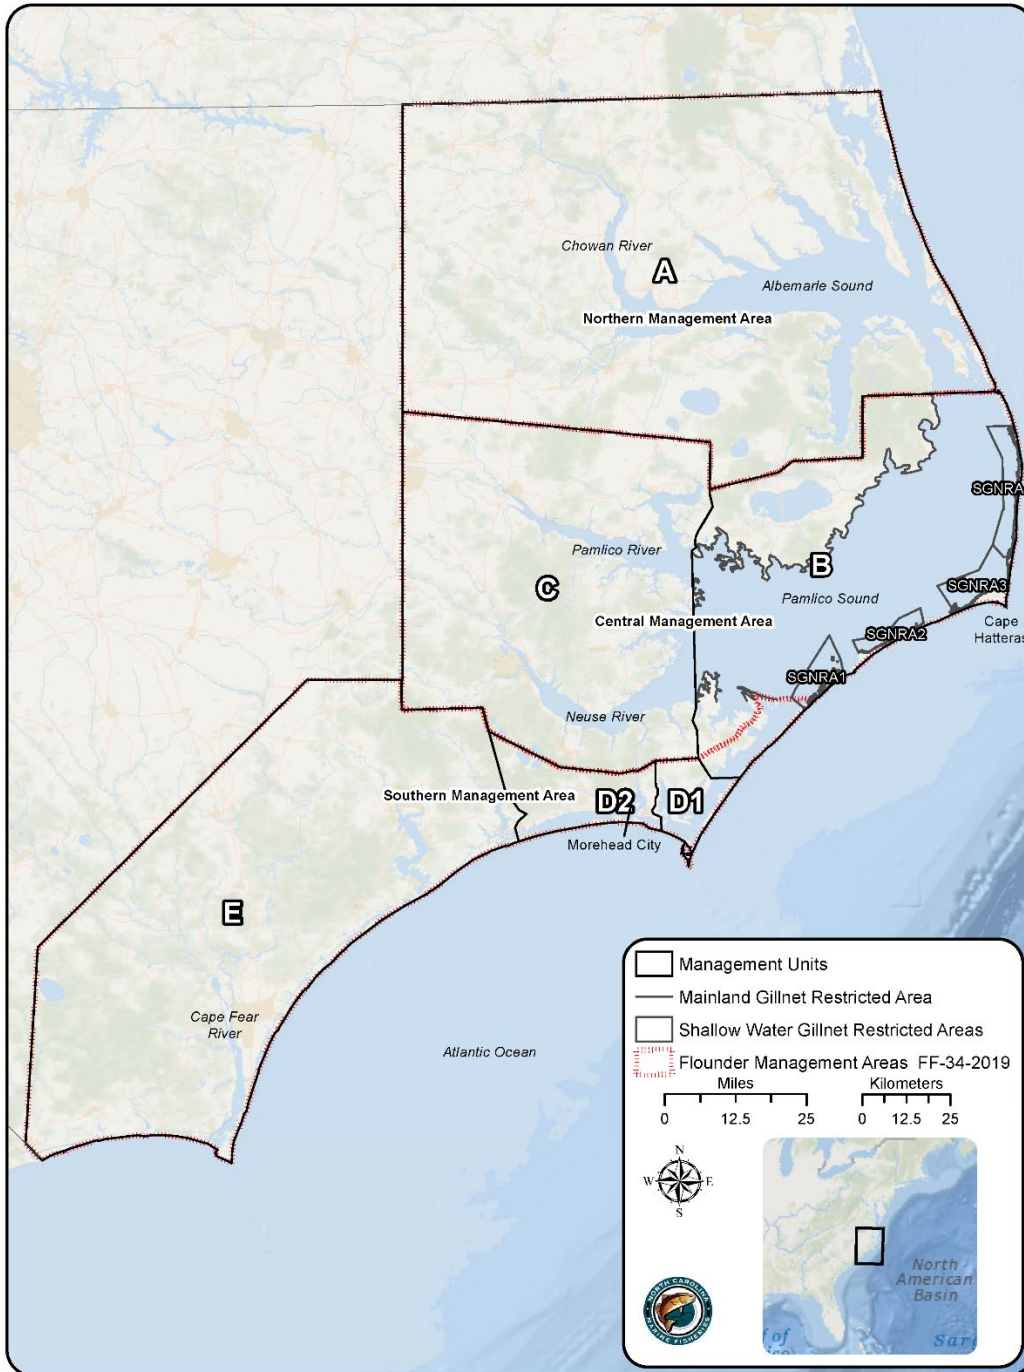 Chowan River
A
Albemarle Sound
Northern Management Area
SGNRA
Pamlico River
B
C
Pamlico Sound
SGNRA3
Central Management Area
Cape
Hatteras
SGNRA2
SGNRA1
Neuse River
Southern Management Area
D2
D1
Morehead City
E
Cape Fear
River
Atlantic Ocean
Management Units
Mainland Gillnet Restricted Area
Shallow Water Gillnet Restricted Areas
Flounder Management Areas FF-34-2019
Miles
Kilometers
0 12.5 25
0 12.5 25
N
W E
S
NORTH CAROLINA
MARINE FISHERIES
North
American
Basin
f of
Sar